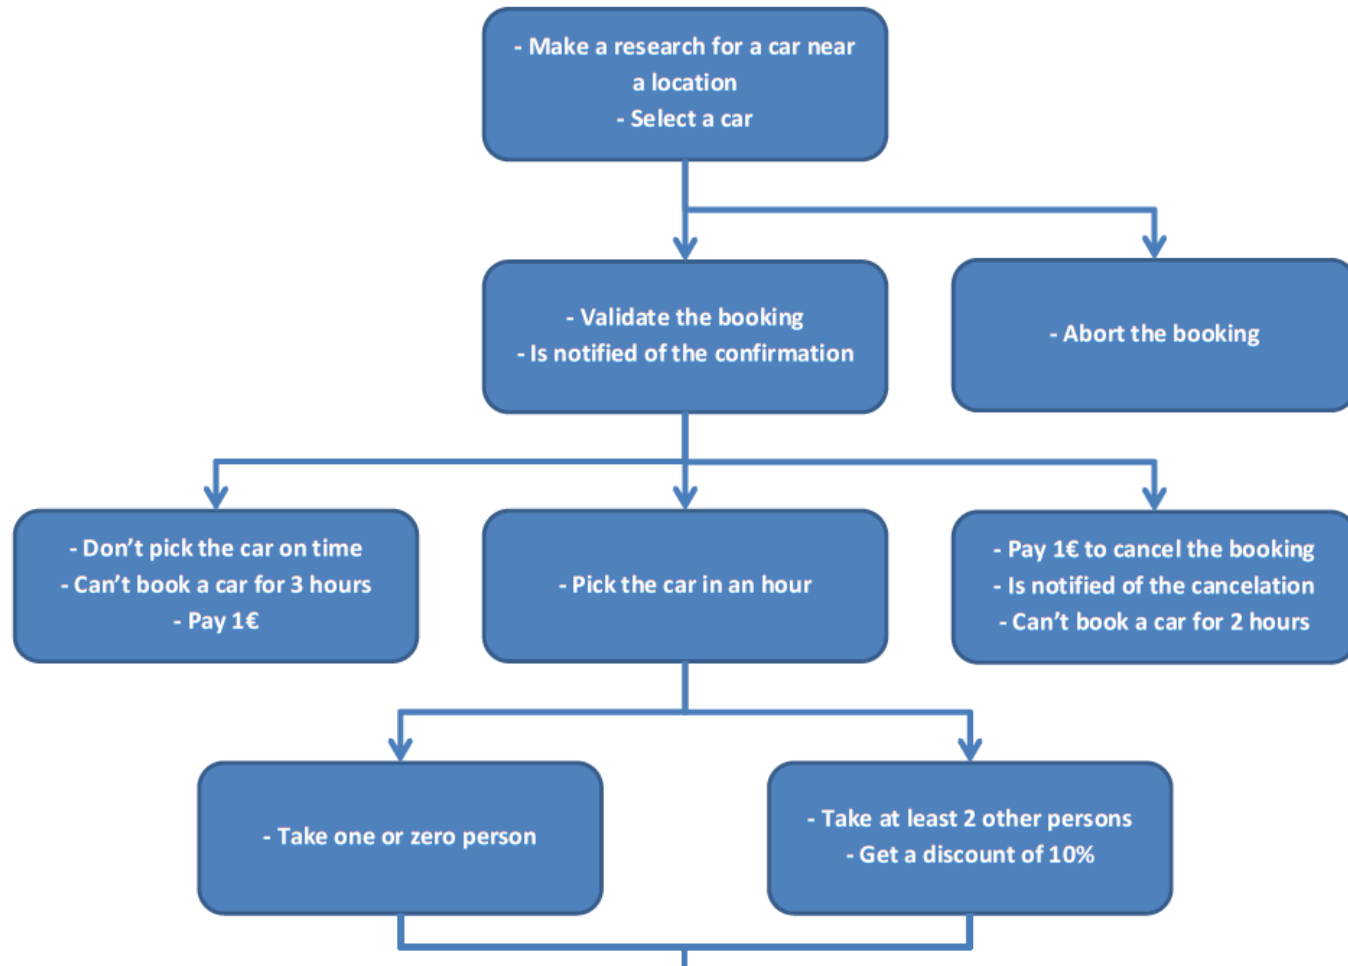 - Make a research for a car near
a location
- Select a car
- Validate the booking
- Is notified of the confirmation
- Abort the booking
- Don't pick the car on time
- Can't book a car for 3 hours
- Pay 1€
- Pick the car in an hour
- Pay 1€ to cancel the booking
- Is notified of the cancelation
- Can't book a car for 2 hours
- Take one or zero person
- Take at least 2 other persons
- Get a discount of 10%